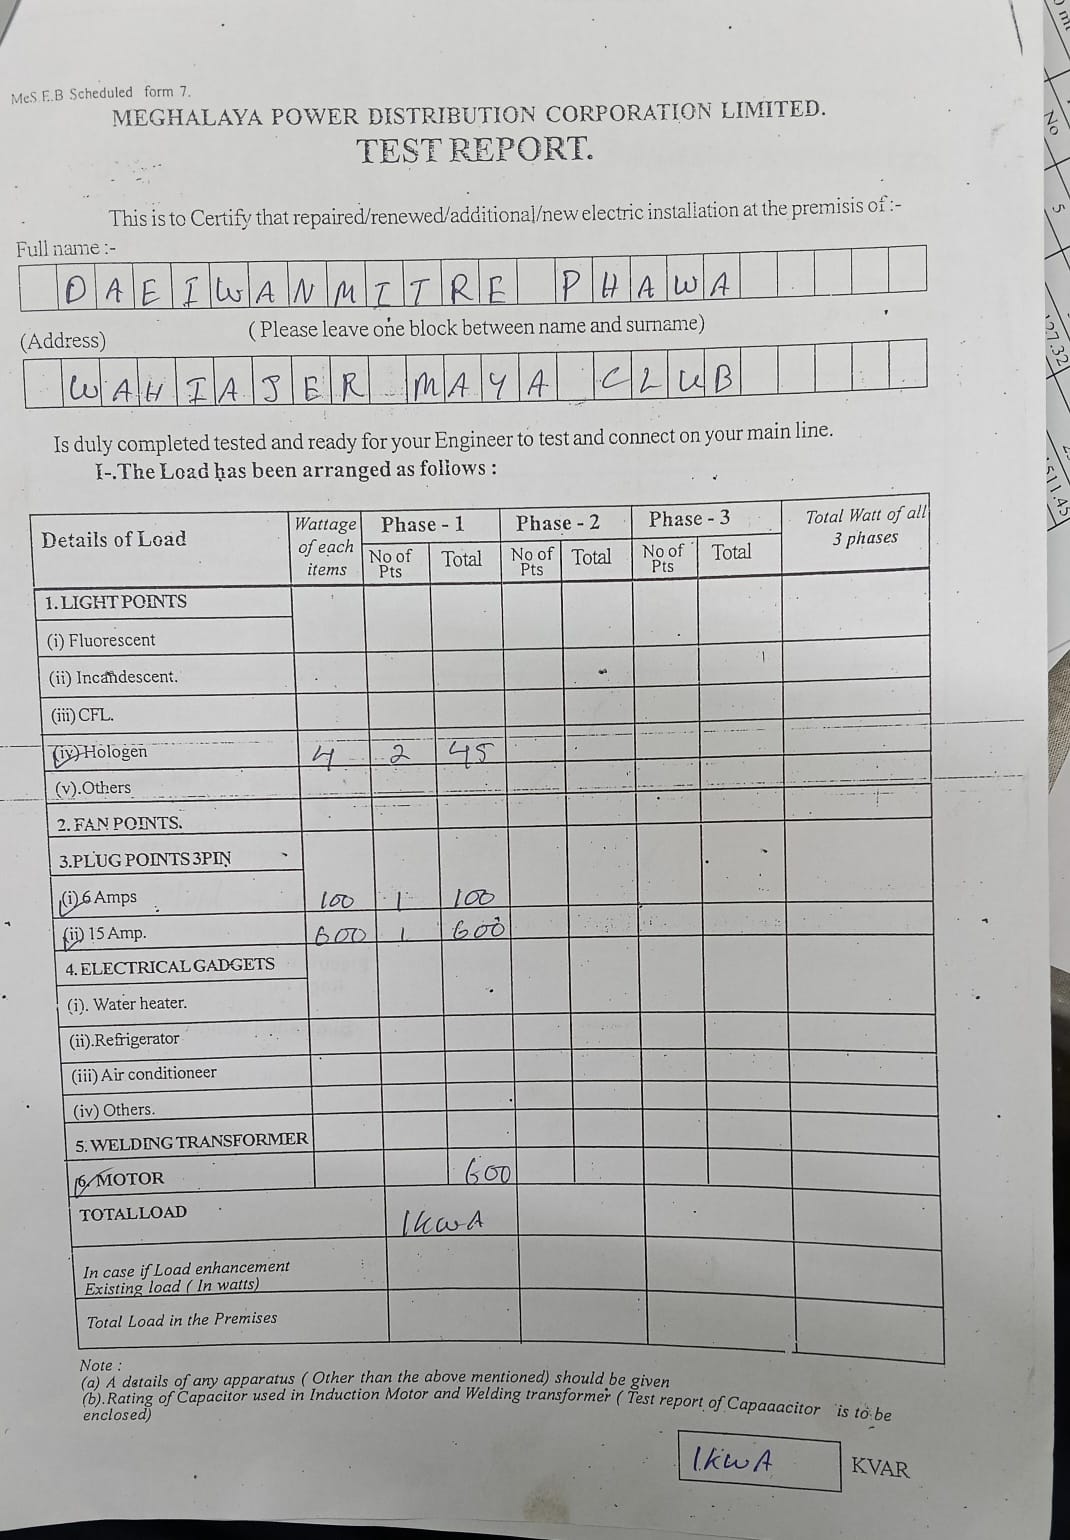 MeS.E.B Scheduled form 7.
MEGHALAYA POWER DISTRIBUTION CORPORATION LIMITED.
TEST REPORT.
This is to Certify that repaired/renewed/additional/new electric installation at the premisis of :-
Full name :-
DAEIWANMITRE PHAWA
(Address) ( Please leave one block between name and surname)
WAHIAJER MAYA CLUB
Is duly completed tested and ready for your Engineer to test and connect on your main line.
I-.The Load has been arranged as follows :
Details of Load Wattage of each items Phase - 1 Phase - 2 Phase - 3 Total Watt of all 3 phases
No of Pts Total No of Pts Total No of Pts Total
1. LIGHT POINTS
(i) Fluorescent
(ii) Incandescent.
(iii) CFL.
(iv) Hologen 4 2 45
(v).Others
2. FAN POINTS.
3.PLUG POINTS 3PIN
(i) 6 Amps 100 1 100
(ii) 15 Amp. 600 1 600
4. ELECTRICAL GADGETS
(i). Water heater.
(ii).Refrigerator
(iii) Air conditioneer
(iv) Others.
5. WELDING TRANSFORMER
6. MOTOR 600
TOTAL LOAD 1kwA
In case if Load enhancement
Existing load ( In watts)
Total Load in the Premises
Note :
(a) A details of any apparatus ( Other than the above mentioned) should be given
(b).Rating of Capacitor used in Induction Motor and Welding transformer ( Test report of Capaaacitor is to be
enclosed)
1kwA KVAR
No
5
27.32
511.45